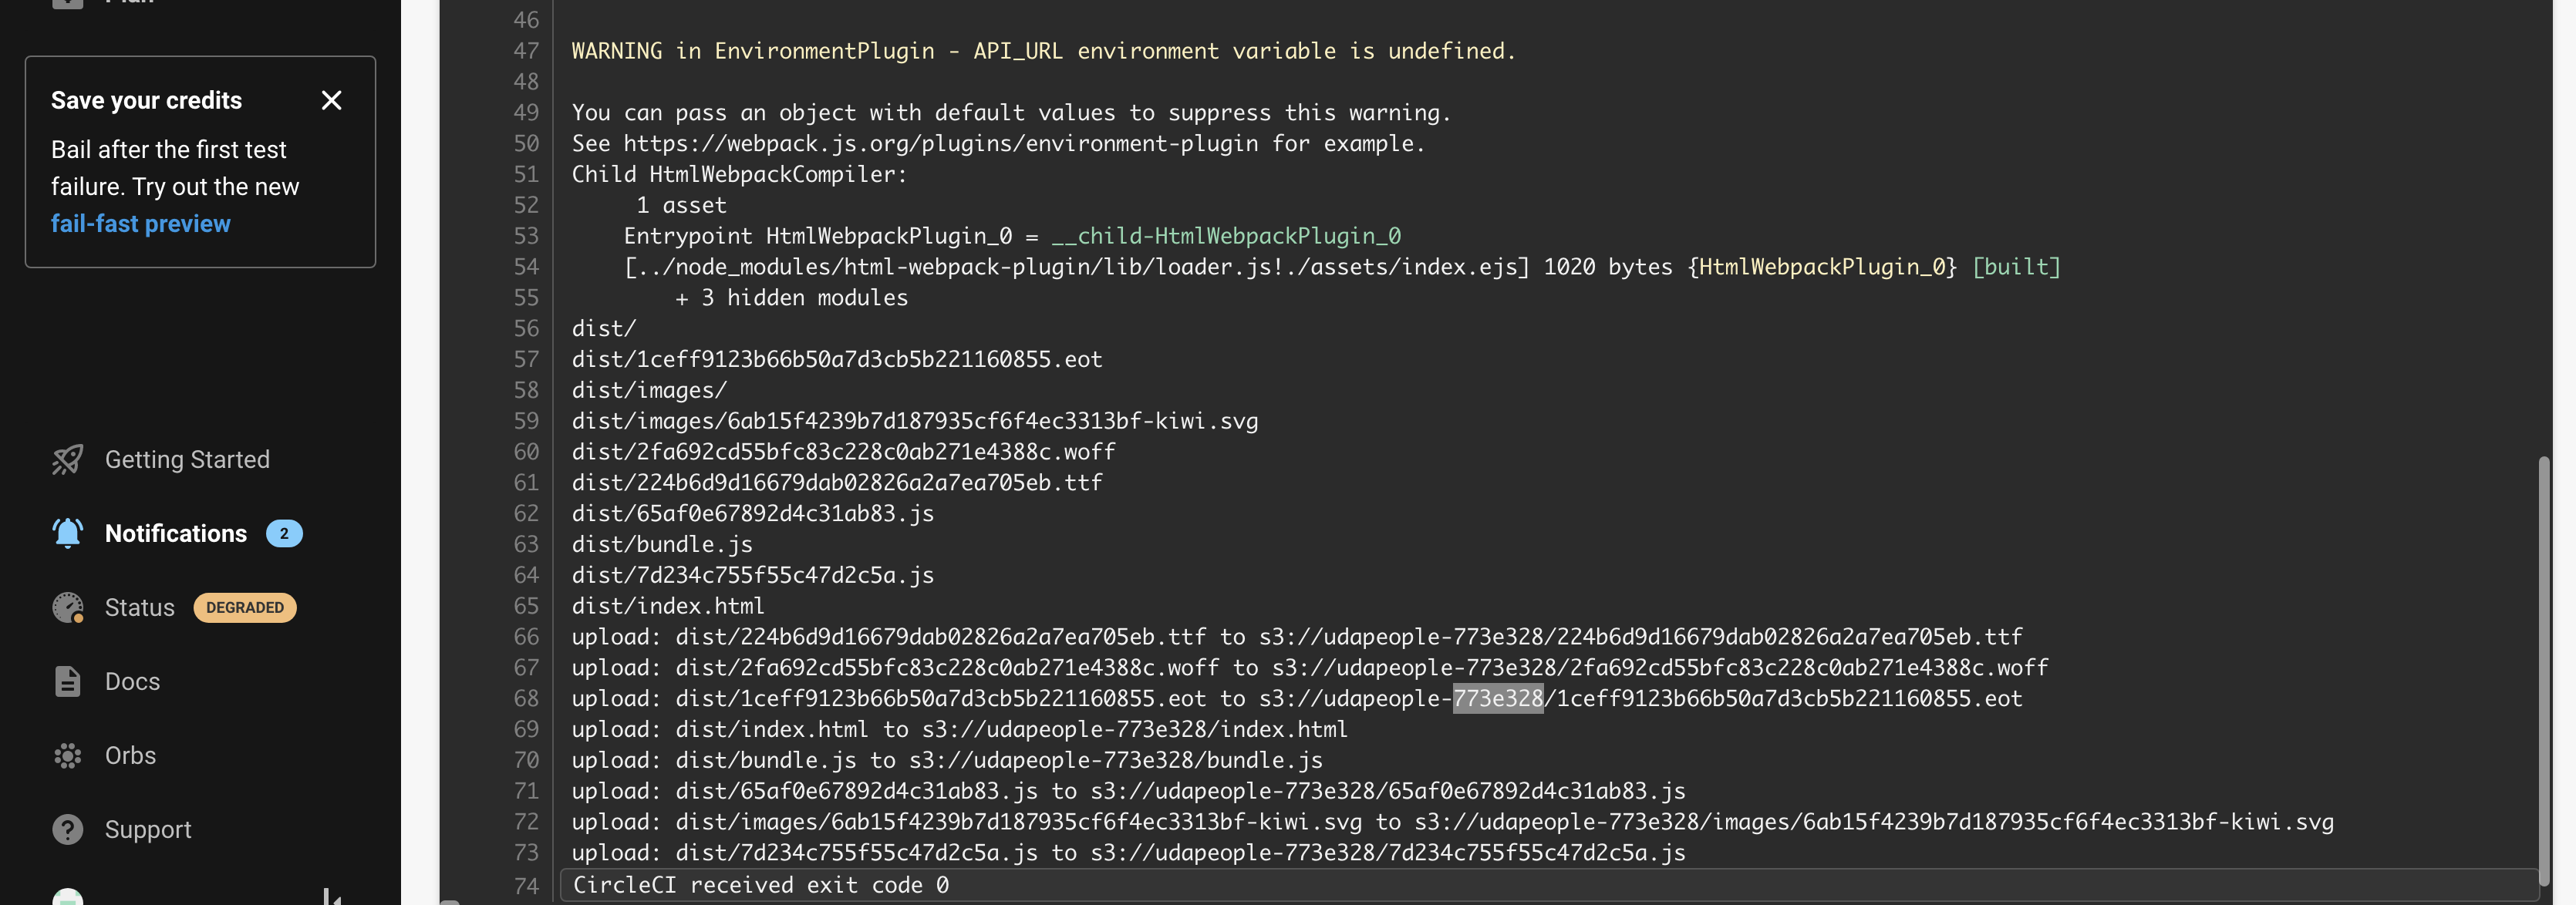 Plan
Save your credits
Bail after the first test
failure. Try out the new
fail-fast preview
Getting Started
Notifications 2
Status DEGRADED
Docs
Orbs
Support
46
47 WARNING in EnvironmentPlugin - API_URL environment variable is undefined.
48
49 You can pass an object with default values to suppress this warning.
50 See https://webpack.js.org/plugins/environment-plugin for example.
51 Child HtmlWebpackCompiler:
52 1 asset
53 Entrypoint HtmlWebpackPlugin_0 = __child-HtmlWebpackPlugin_0
54 [../node_modules/html-webpack-plugin/lib/loader.js!./assets/index.ejs] 1020 bytes {HtmlWebpackPlugin_0} [built]
55 + 3 hidden modules
56 dist/
57 dist/1ceff9123b66b50a7d3cb5b221160855.eot
58 dist/images/
59 dist/images/6ab15f4239b7d187935cf6f4ec3313bf-kiwi.svg
60 dist/2fa692cd55bfc83c228c0ab271e4388c.woff
61 dist/224b6d9d16679dab02826a2a7ea705eb.ttf
62 dist/65af0e67892d4c31ab83.js
63 dist/bundle.js
64 dist/7d234c755f55c47d2c5a.js
65 dist/index.html
66 upload: dist/224b6d9d16679dab02826a2a7ea705eb.ttf to s3://udapeople-773e328/224b6d9d16679dab02826a2a7ea705eb.ttf
67 upload: dist/2fa692cd55bfc83c228c0ab271e4388c.woff to s3://udapeople-773e328/2fa692cd55bfc83c228c0ab271e4388c.woff
68 upload: dist/1ceff9123b66b50a7d3cb5b221160855.eot to s3://udapeople-773e328/1ceff9123b66b50a7d3cb5b221160855.eot
69 upload: dist/index.html to s3://udapeople-773e328/index.html
70 upload: dist/bundle.js to s3://udapeople-773e328/bundle.js
71 upload: dist/65af0e67892d4c31ab83.js to s3://udapeople-773e328/65af0e67892d4c31ab83.js
72 upload: dist/images/6ab15f4239b7d187935cf6f4ec3313bf-kiwi.svg to s3://udapeople-773e328/images/6ab15f4239b7d187935cf6f4ec3313bf-kiwi.svg
73 upload: dist/7d234c755f55c47d2c5a.js to s3://udapeople-773e328/7d234c755f55c47d2c5a.js
74 CircleCI received exit code 0